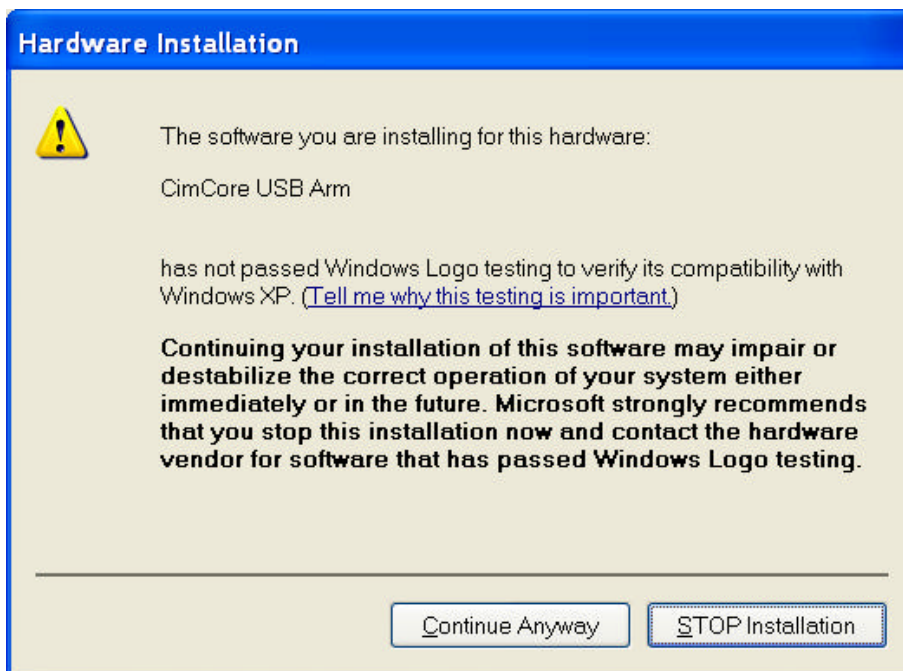 Hardware Installation
The software you are installing for this hardware:
CimCore USB Arm
has not passed Windows Logo testing to verify its compatibility with
Windows XP. (Tell me why this testing is important.)
Continuing your installation of this software may impair or
destabilize the correct operation of your system either
immediately or in the future. Microsoft strongly recommends
that you stop this installation now and contact the hardware
vendor for software that has passed Windows Logo testing.
Continue Anyway
STOP Installation